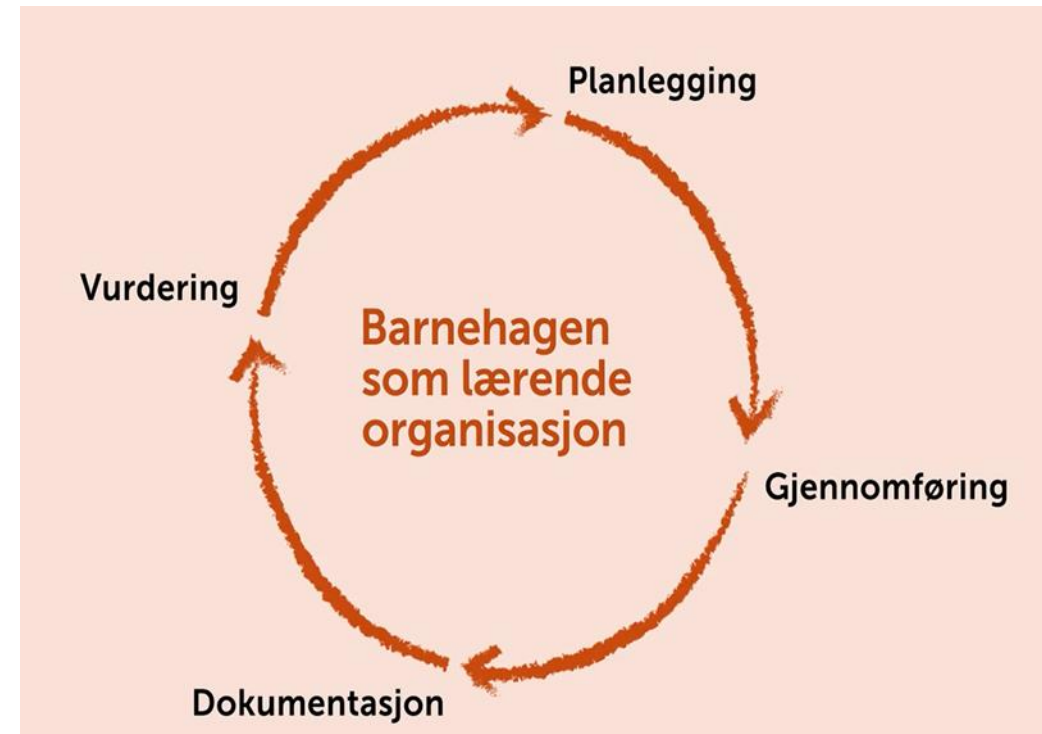 Planlegging
Vurdering
Barnehagen
som lærende
organisasjon
Gjennomføring
Dokumentasjon